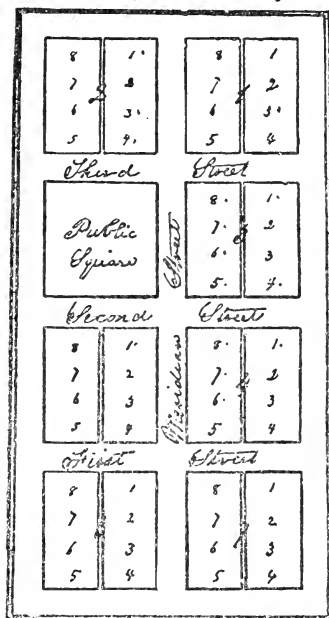 8 1. 8 1
7 2 7 2
6 3. 6 3.
5 4. 5 4
Third Street
Public
Square
8. 1.
7. 2
6. 3
5. 4.
Street
Second Street
8 1. 8. 1.
7 2 7. 2
6 3 6. 3
5 4 5 4
Meridian
First Street
8 1 8 1
7 2 7 2
6 3 6 3
5 4 5 4